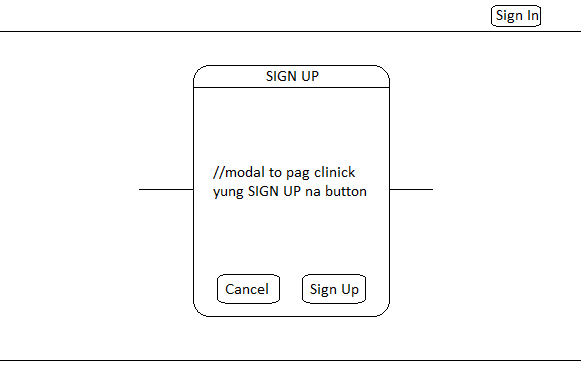 Sign In
SIGN UP
//modal to pag clinick
yung SIGN UP na button
Cancel
Sign Up